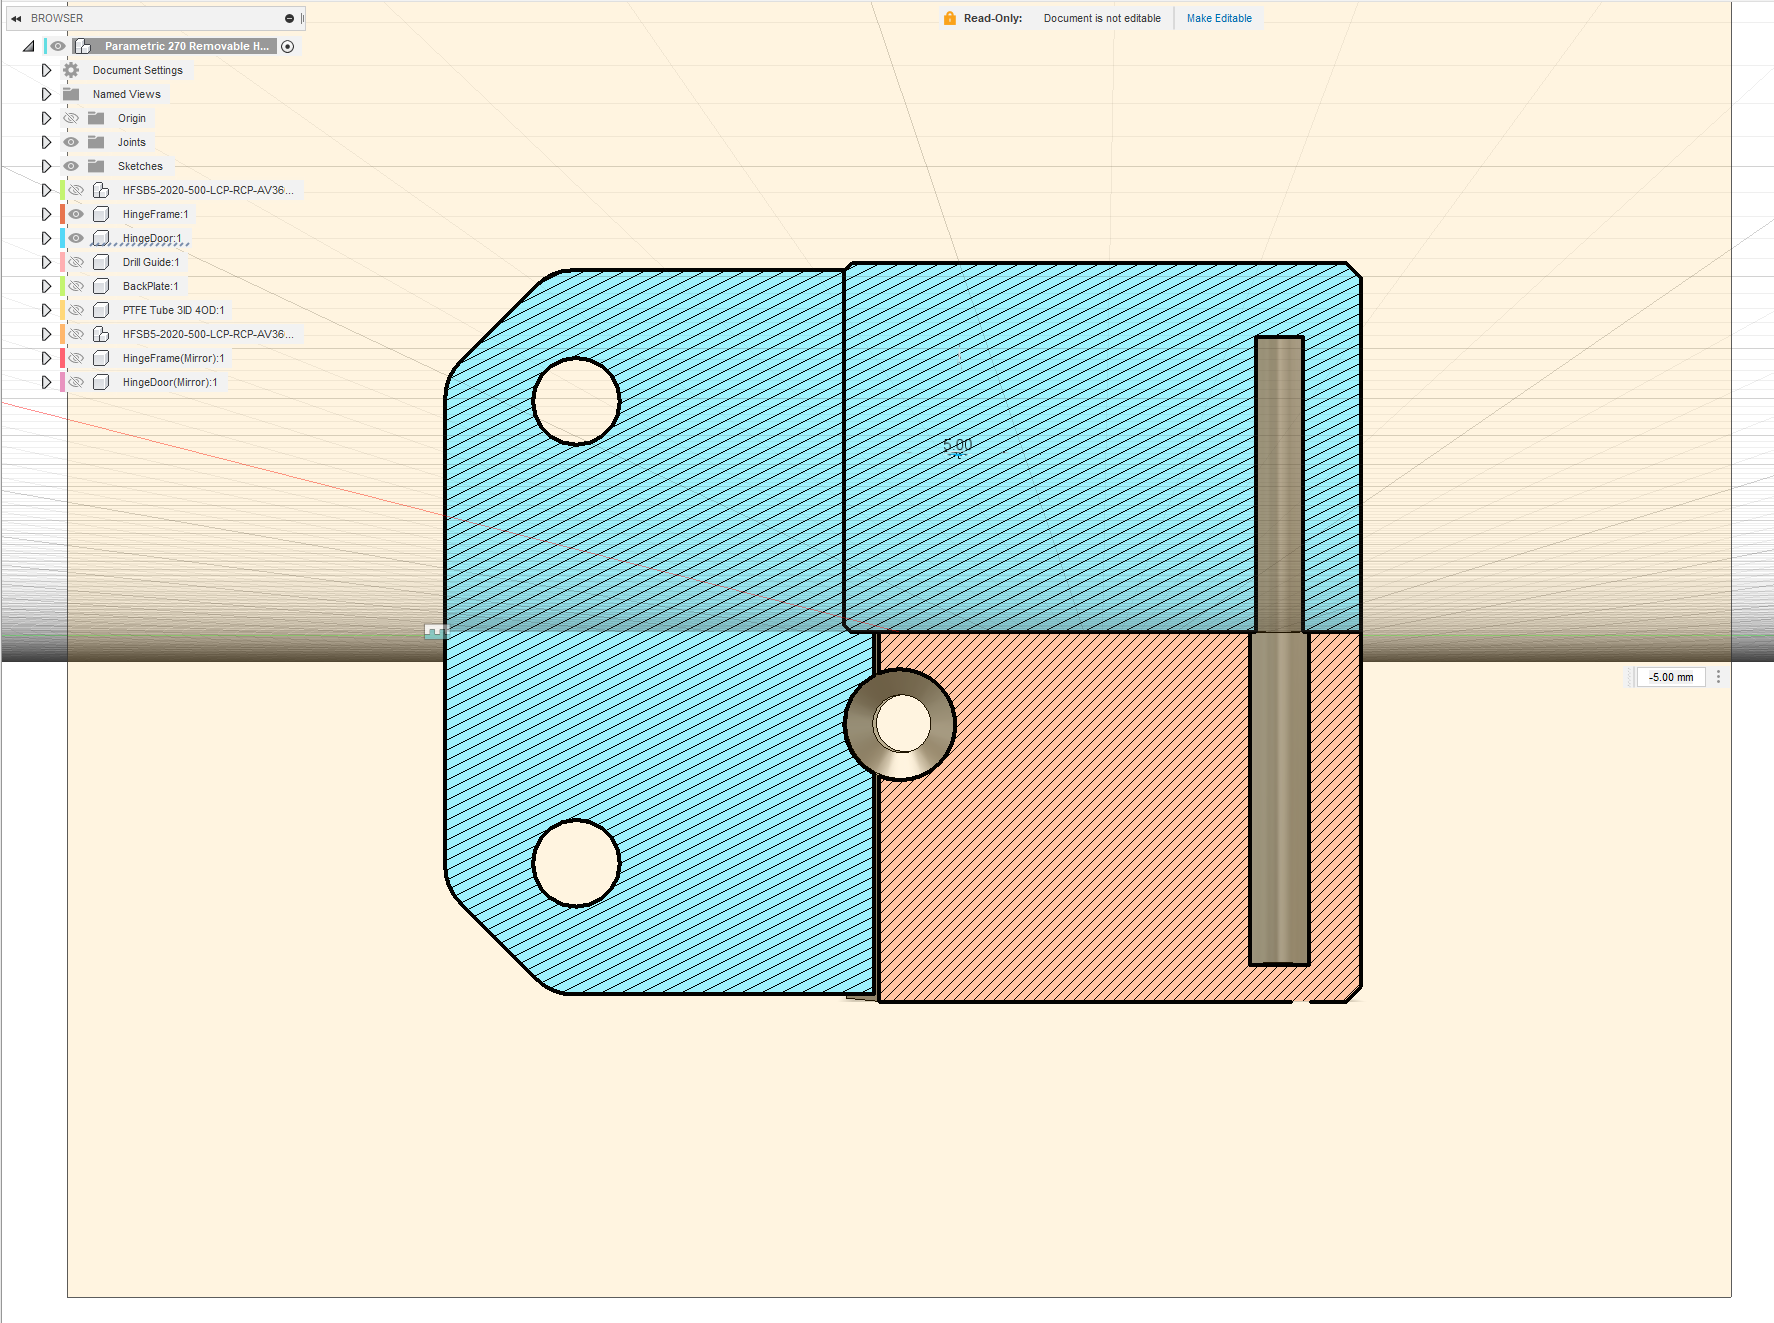 BROWSER
Read-Only: Document is not editable Make Editable
Parametric 270 Removable H...
Document Settings
Named Views
Origin
Joints
Sketches
HFSB5-2020-500-LCP-RCP-AV36...
HingeFrame:1
HingeDoor:1
Drill Guide:1
BackPlate:1
PTFE Tube 3ID 4OD:1
HFSB5-2020-500-LCP-RCP-AV36...
HingeFrame(Mirror):1
HingeDoor(Mirror):1
5.00
-5.00 mm